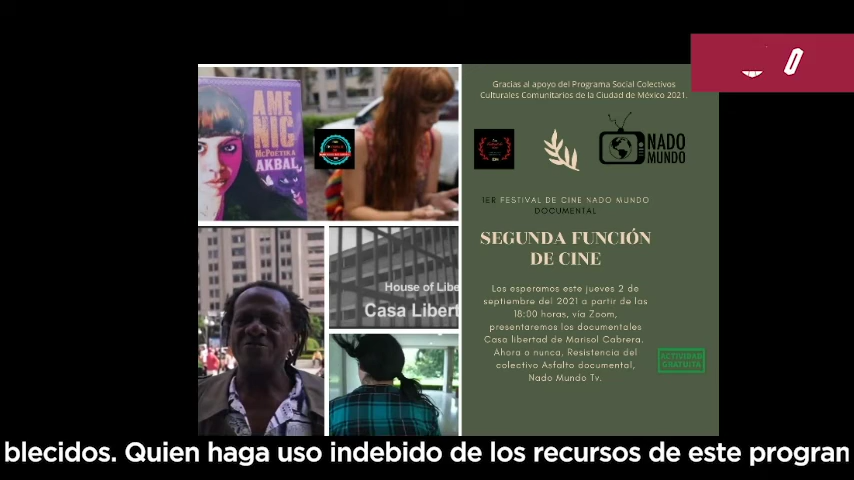 Gracias al apoyo del Programa Social Colectivos
Culturales Comunitarios de la Ciudad de México 2021.
AME
NIC
McPOETIKA
AKBAL
NADO
MUNDO
1ER FESTIVAL DE CINE NADO MUNDO
DOCUMENTAL
SEGUNDA FUNCIÓN
DE CINE
Los esperamos este jueves 2 de
septiembre del 2021 a partir de las
18:00 horas, vía Zoom,
presentaremos los documentales
Casa libertad de Marisol Cabrera.
Ahora o nunca, Resistencia del
colectivo Asfalto documental,
Nado Mundo Tv.
ACTIVIDAD
GRATUITA
House of Libe
Casa Libert
blecidos. Quien haga uso indebido de los recursos de este progran